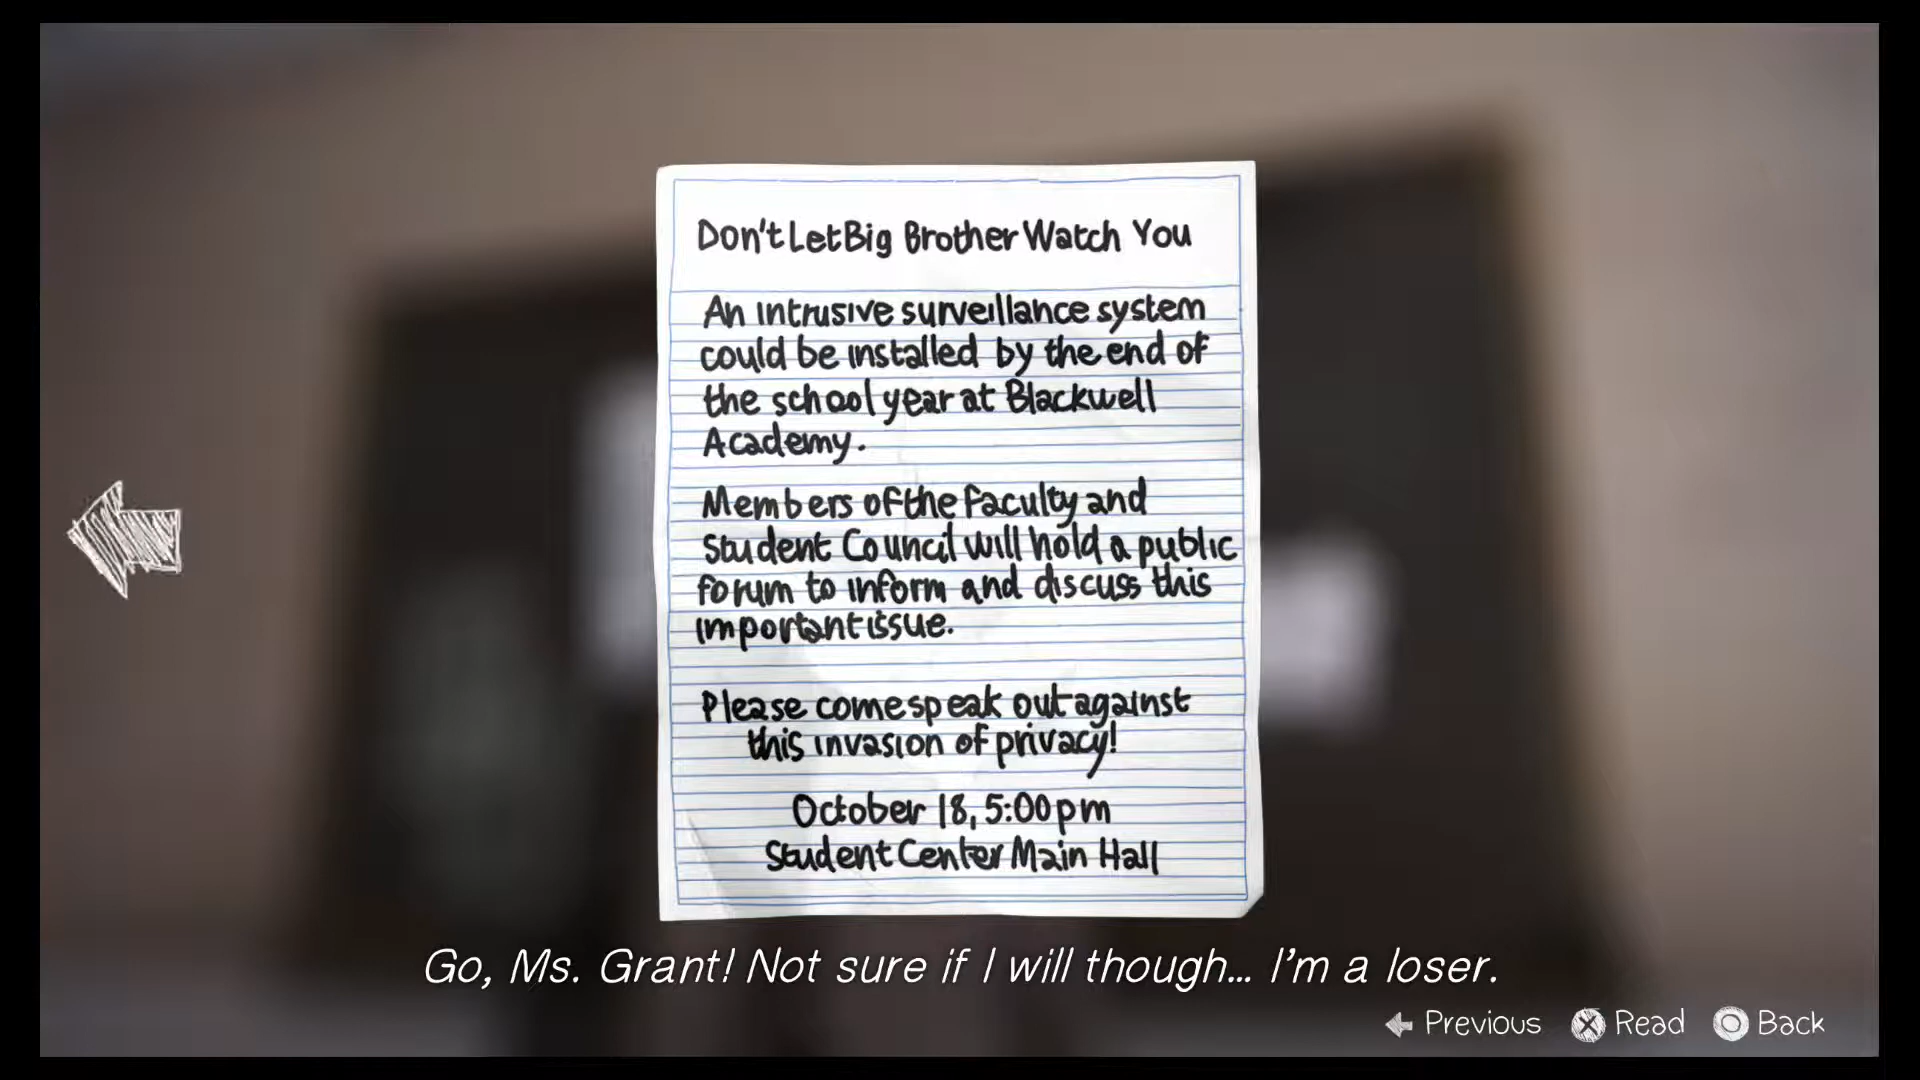 Don't Let Big Brother Watch You
An intrusive surveillance system
could be installed by the end of
the school year at Blackwell
Academy.
Members of the faculty and
Student Council will hold a public
forum to inform and discuss this
important issue.
Please come speak out against
this invasion of privacy!
October 18, 5:00pm
Student Center Main Hall
Go, Ms. Grant! Not sure if I will though... I'm a loser.
Previous Read Back